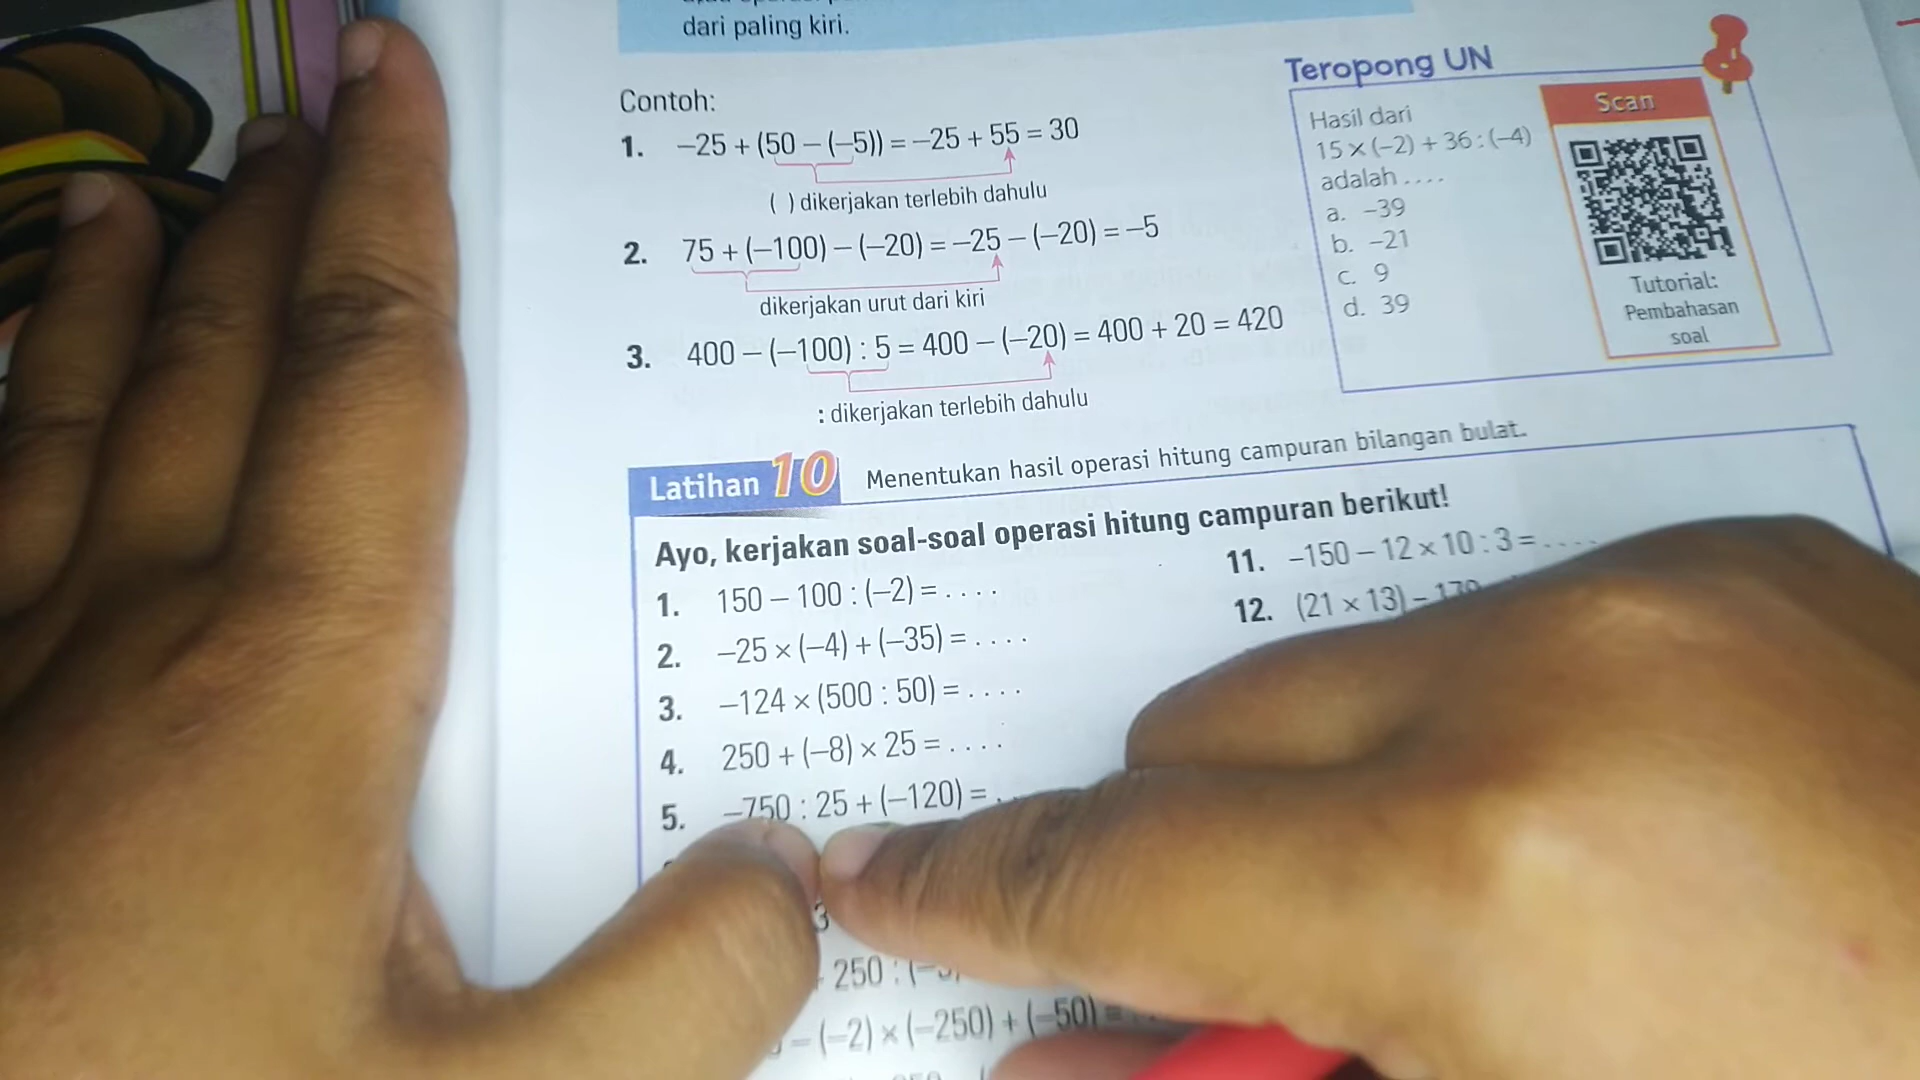 dari paling kiri.
Contoh:
1. −25 + (50 − (−5)) = −25 + 55 = 30
( ) dikerjakan terlebih dahulu
2. 75 + (−100) − (−20) = −25 − (−20) = −5
dikerjakan urut dari kiri
3. 400 − (−100) : 5 = 400 − (−20) = 400 + 20 = 420
: dikerjakan terlebih dahulu
Teropong UN
Hasil dari
15 × (−2) + 36 : (−4)
adalah . . . .
a. −39
b. −21
c. 9
d. 39
Scan
Tutorial:
Pembahasan
soal
Latihan 10 Menentukan hasil operasi hitung campuran bilangan bulat.
Ayo, kerjakan soal-soal operasi hitung campuran berikut!
1. 150 − 100 : (−2) = . . . .
2. −25 × (−4) + (−35) = . . . .
3. −124 × (500 : 50) = . . . .
4. 250 + (−8) × 25 = . . . .
5. −750 : 25 + (−120) = .
3
250 : (−
− (−2) × (−250) + (−50) =
11. −150 − 12 × 10 : 3 = . . . .
12. (21 × 13) −